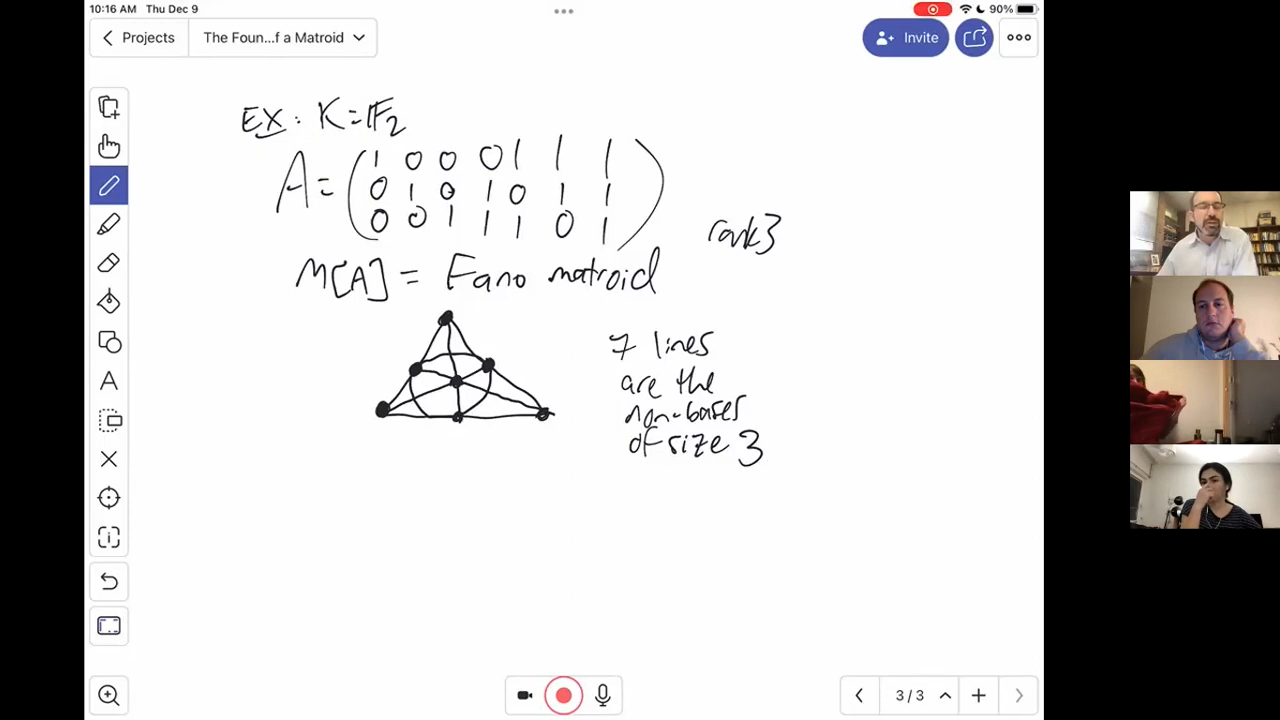 10:16 AM Thu Dec 9
90%
Projects
The Foun...f a Matroid
Invite
EX: K=𝔽₂
A= ( 1 0 0 0 1 1 1
0 1 0 1 0 1 1
0 0 1 1 1 0 1 )
rank 3
M[A] = Fano matroid
7 lines
are the
non-bases
of size 3
A
3/3